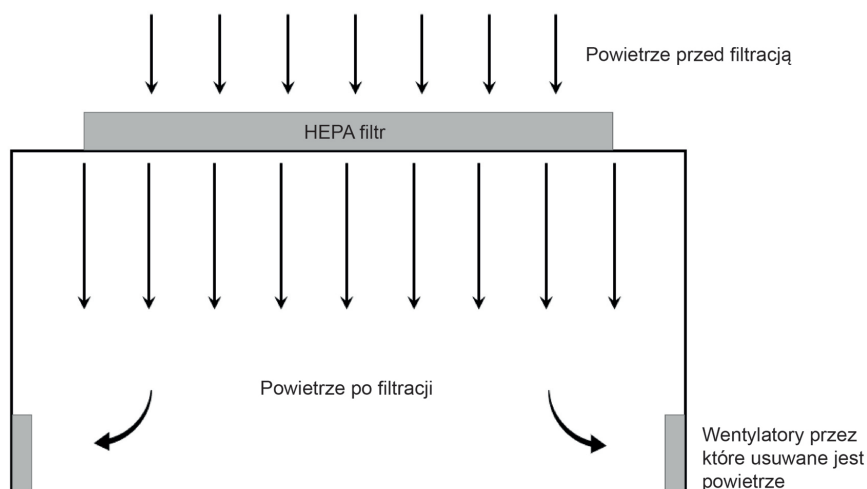 Powietrze przed filtracją
HEPA filtr
Powietrze po filtracji
Wentylatory przez
które usuwane jest
powietrze